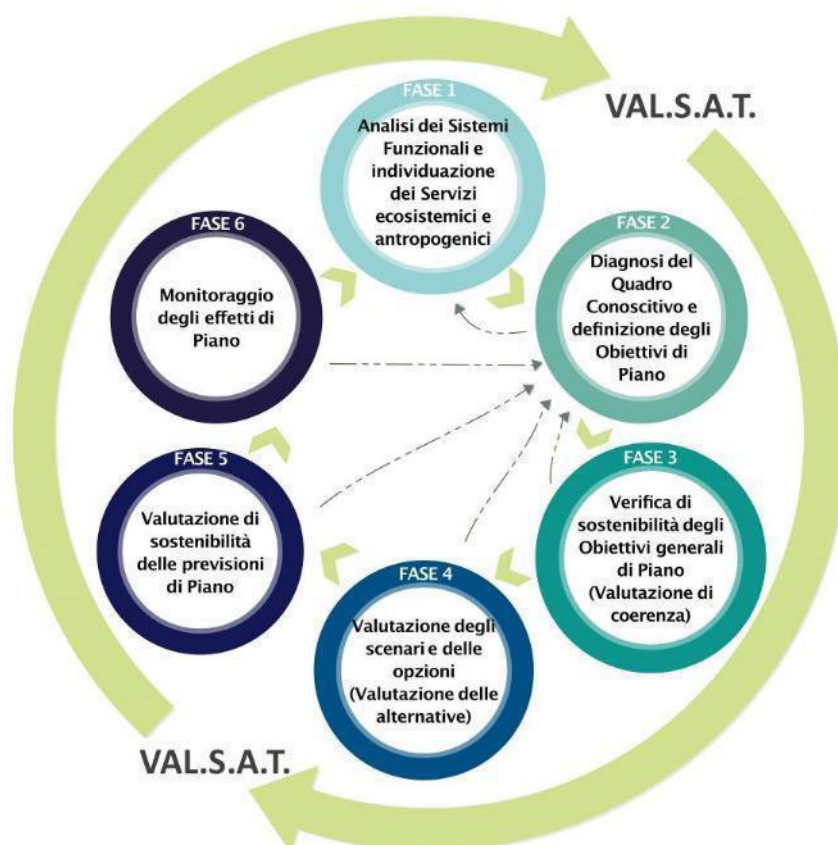 VAL.S.A.T.
FASE 1
Analisi dei Sistemi
Funzionali e
individuazione
dei Servizi
ecosistemici e
antropogenici
FASE 2
Diagnosi del
Quadro
Conoscitivo e
definizione degli
Obiettivi di
Piano
FASE 3
Verifica di
sostenibilità degli
Obiettivi generali
di Piano
(Valutazione di
coerenza)
FASE 4
Valutazione degli
scenari e delle
opzioni
(Valutazione delle
alternative)
FASE 5
Valutazione di
sostenibilità
delle previsioni
di Piano
FASE 6
Monitoraggio
degli effetti di
Piano
VAL.S.A.T.